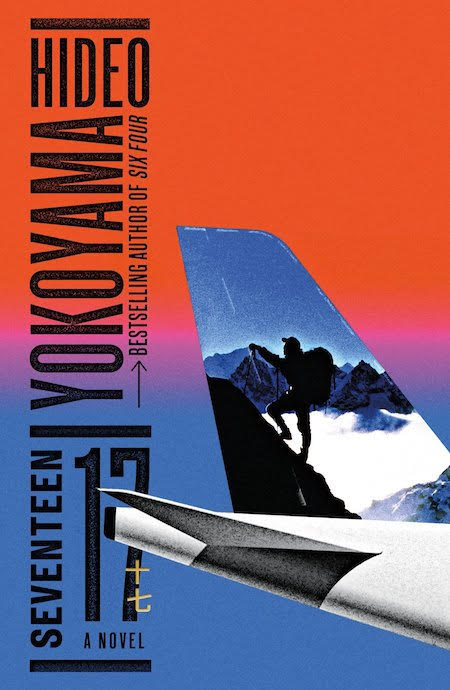 HIDEO
YOKOYAMA
→BESTSELLING AUTHOR OF SIX FOUR
SEVENTEEN
17
十七
A NOVEL